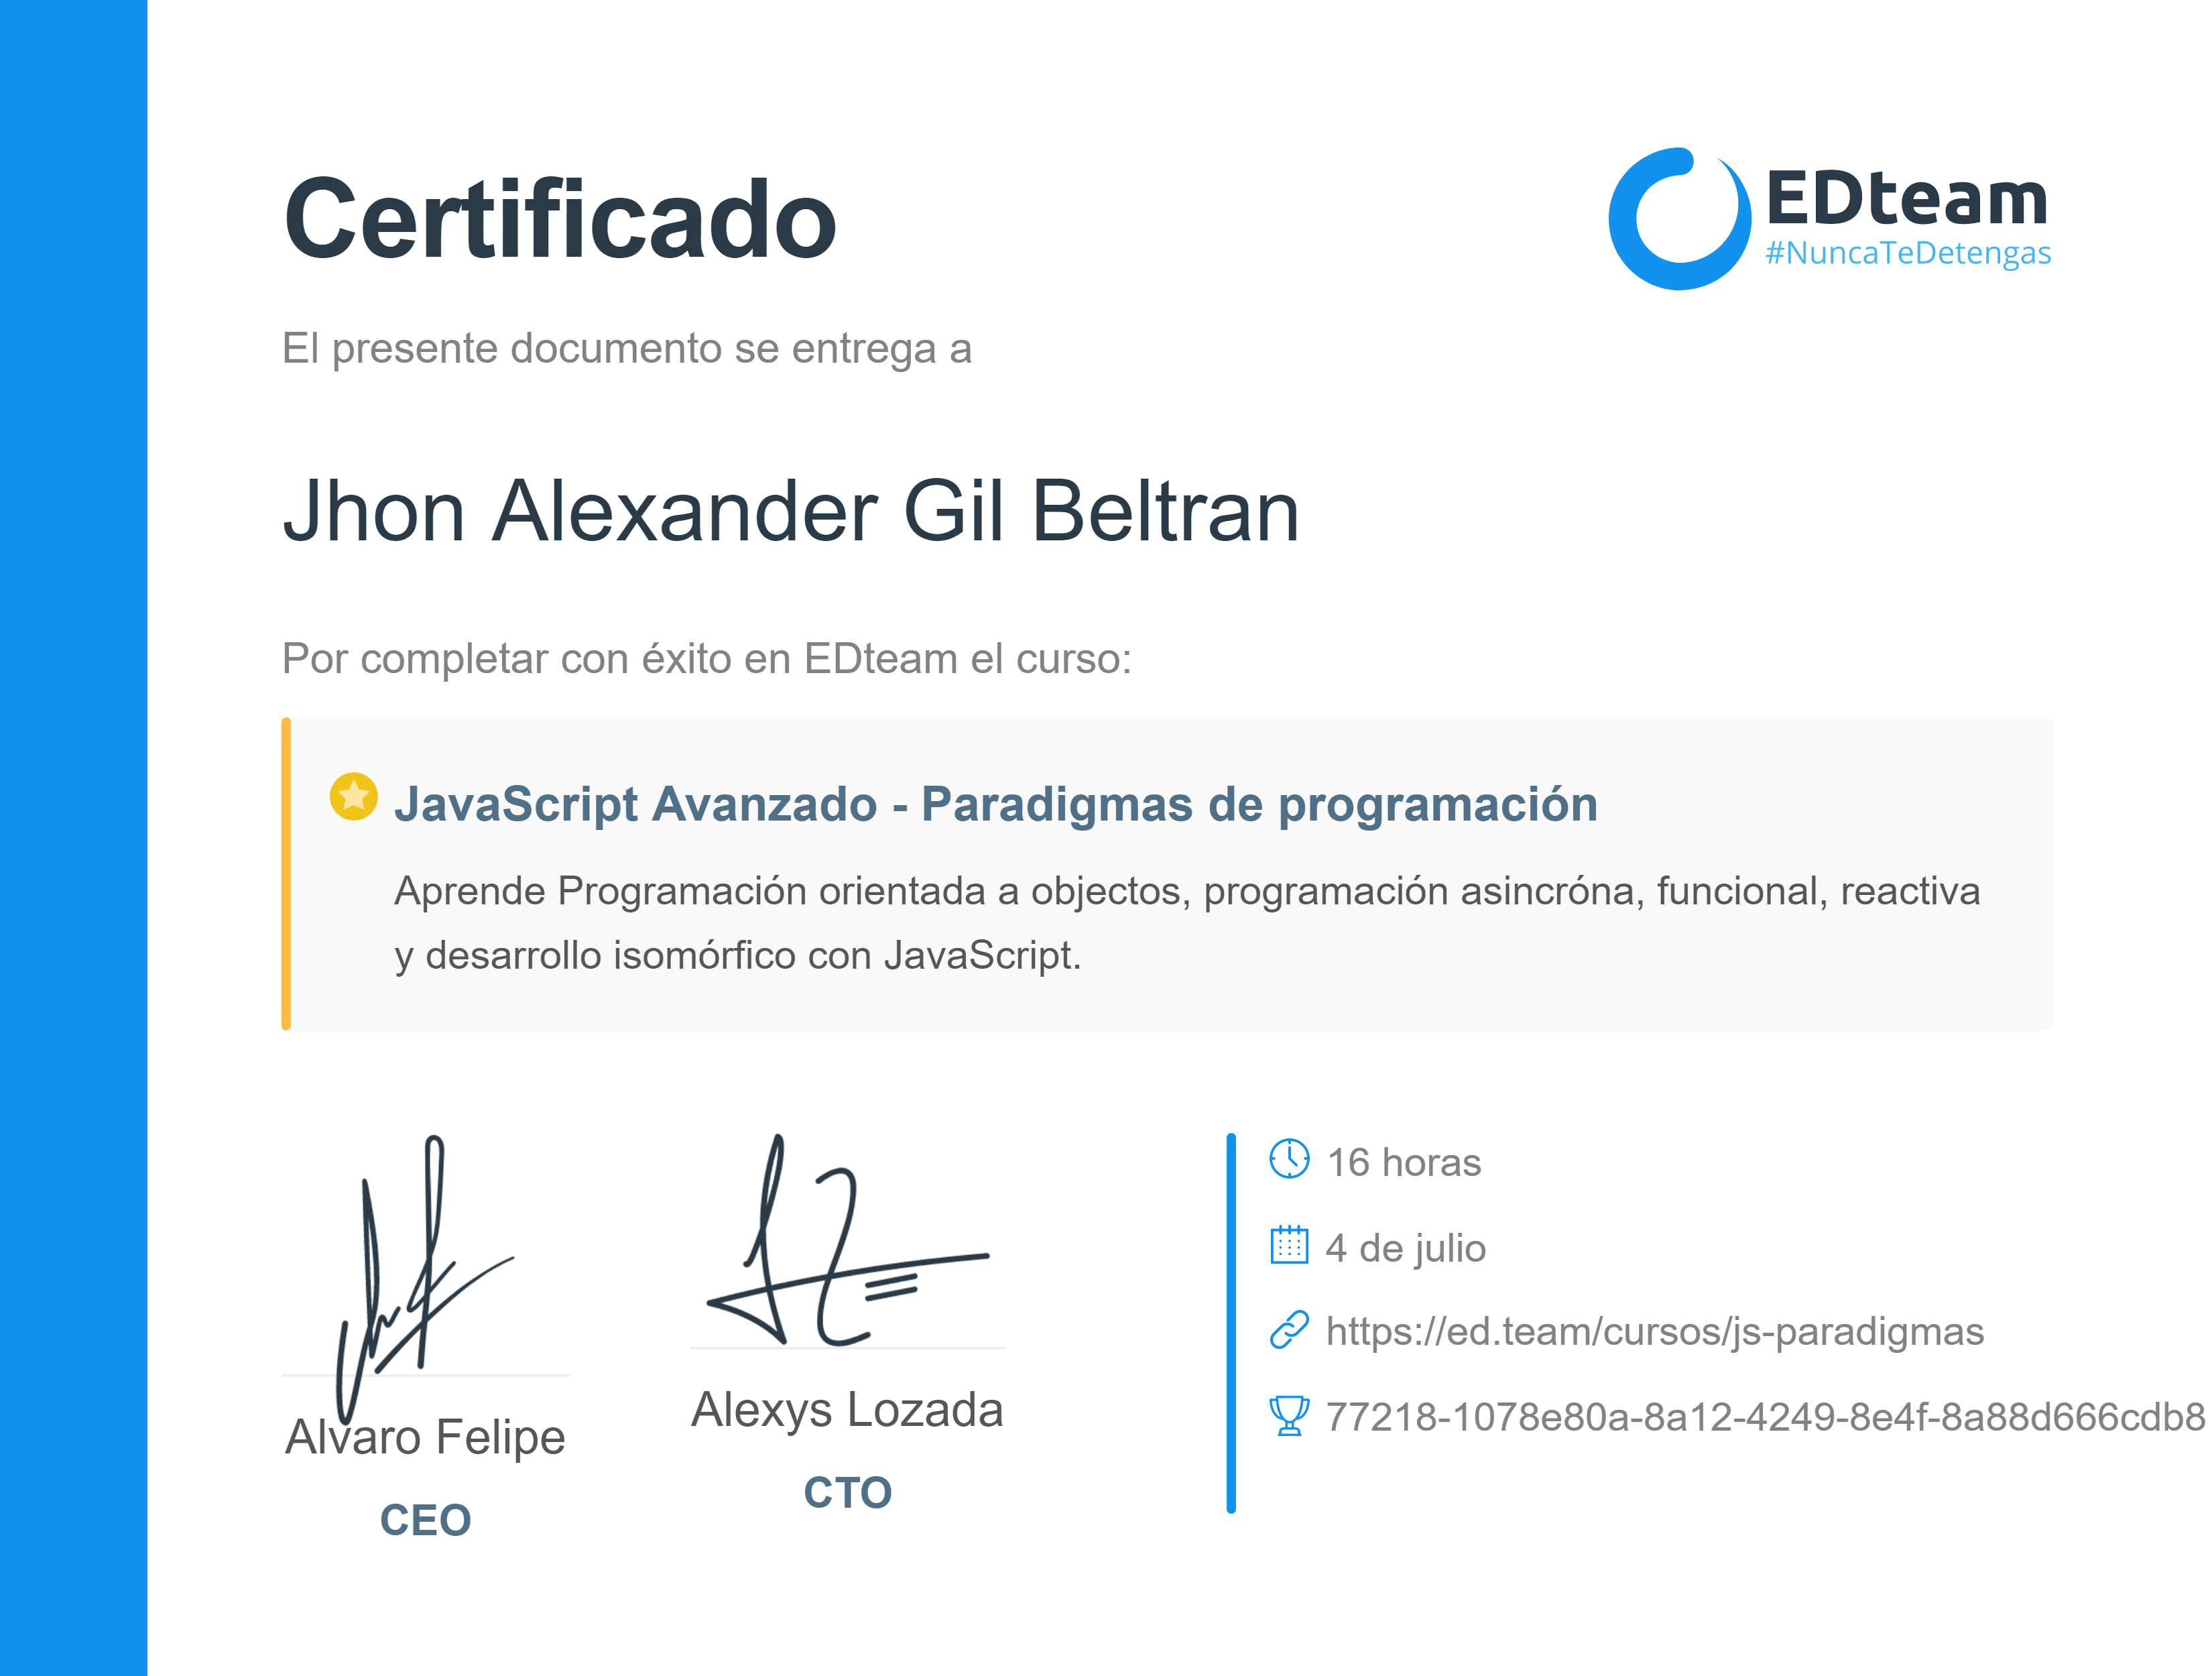 Certificado
EDteam
#NuncaTeDetengas
El presente documento se entrega a
Jhon Alexander Gil Beltran
Por completar con éxito en EDteam el curso:
JavaScript Avanzado - Paradigmas de programación
Aprende Programación orientada a objectos, programación asincróna, funcional, reactiva
y desarrollo isomórfico con JavaScript.
Alvaro Felipe
CEO
Alexys Lozada
CTO
16 horas
4 de julio
https://ed.team/cursos/js-paradigmas
77218-1078e80a-8a12-4249-8e4f-8a88d666cdb8